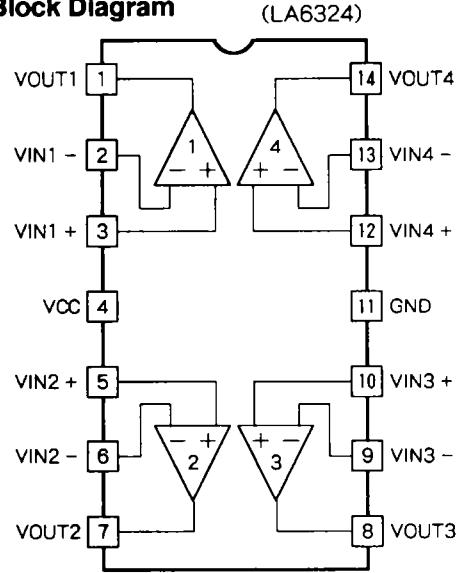 Block Diagram
(LA6324)
VOUT1 1 14 VOUT4
1 4
VIN1 - 2 - + + - 13 VIN4 -
VIN1 + 3 12 VIN4 +
VCC 4 11 GND
VIN2 + 5 10 VIN3 +
- + + -
VIN2 - 6 2 3 9 VIN3 -
VOUT2 7 8 VOUT3